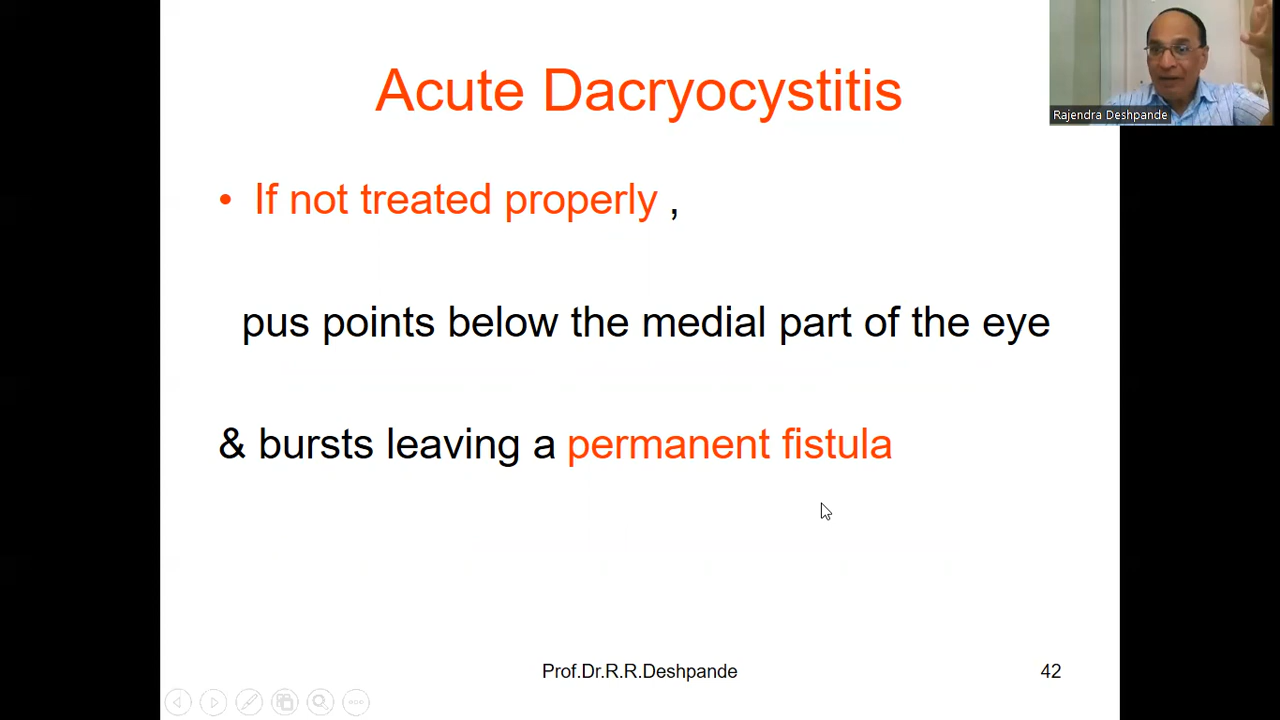 Acute Dacryocystitis
Rajendra Deshpande
• If not treated properly ,
pus points below the medial part of the eye
& bursts leaving a permanent fistula
Prof.Dr.R.R.Deshpande
42